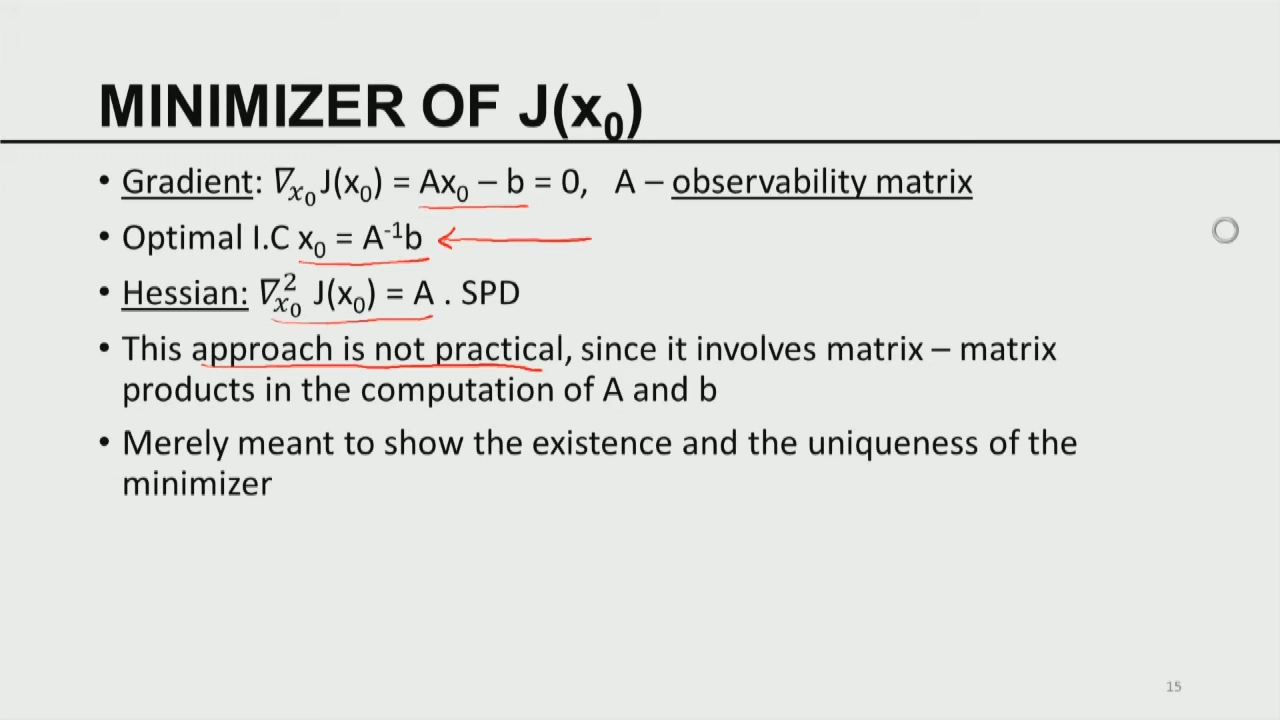 MINIMIZER OF J(x₀)
• Gradient: ∇ₓ₀ J(x₀) = Ax₀ – b = 0, A – observability matrix
• Optimal I.C x₀ = A⁻¹b
• Hessian: ∇²ₓ₀ J(x₀) = A . SPD
• This approach is not practical, since it involves matrix – matrix
products in the computation of A and b
• Merely meant to show the existence and the uniqueness of the
minimizer
15